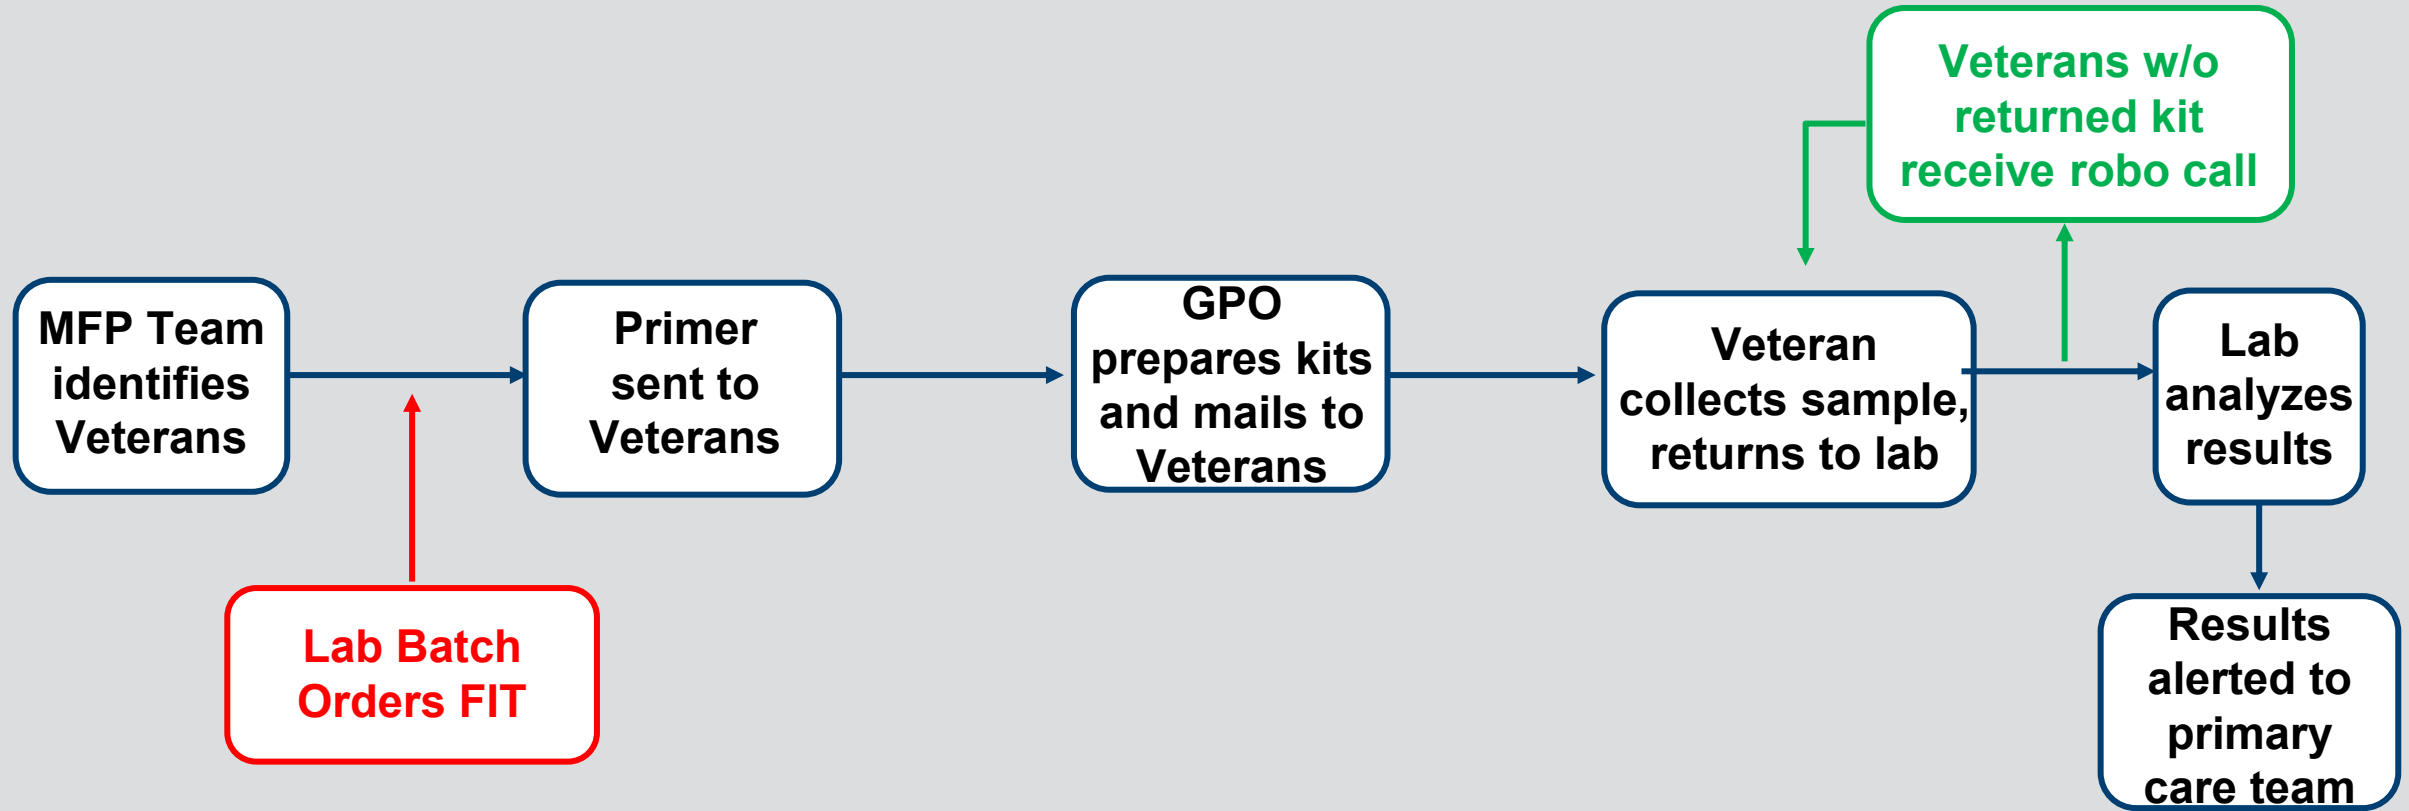 Veterans w/o
returned kit
receive robo call
MFP Team
identifies
Veterans
Primer
sent to
Veterans
GPO
prepares kits
and mails to
Veterans
Veteran
collects sample,
returns to lab
Lab
analyzes
results
Lab Batch
Orders FIT
Results
alerted to
primary
care team